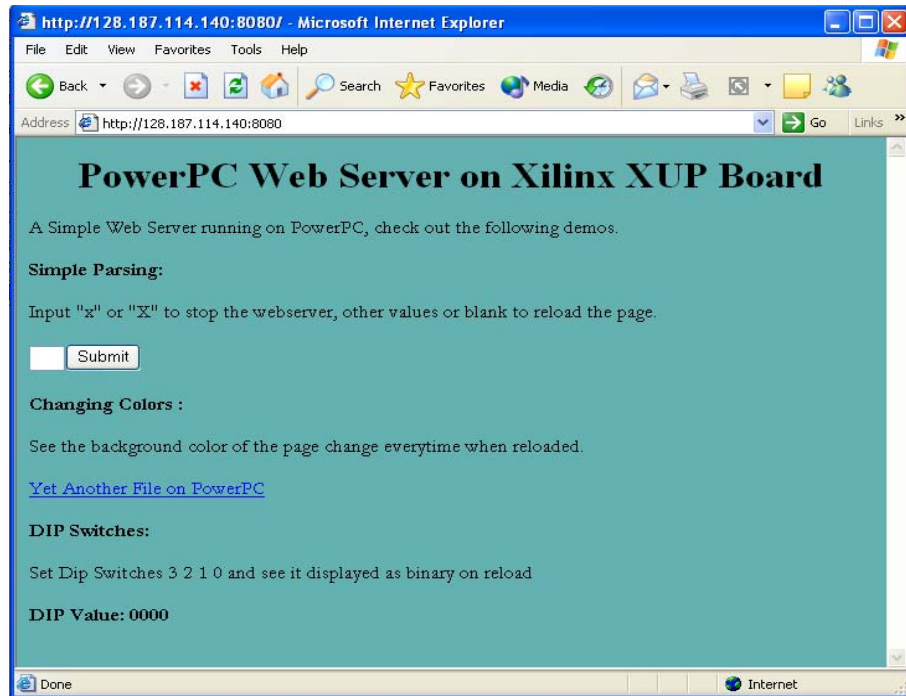 http://128.187.114.140:8080/ - Microsoft Internet Explorer
File Edit View Favorites Tools Help
Back Search Favorites Media
Address http://128.187.114.140:8080 Go Links »
PowerPC Web Server on Xilinx XUP Board
A Simple Web Server running on PowerPC, check out the following demos.
Simple Parsing:
Input "x" or "X" to stop the webserver, other values or blank to reload the page.
Submit
Changing Colors :
See the background color of the page change everytime when reloaded.
Yet Another File on PowerPC
DIP Switches:
Set Dip Switches 3 2 1 0 and see it displayed as binary on reload
DIP Value: 0000
Done Internet